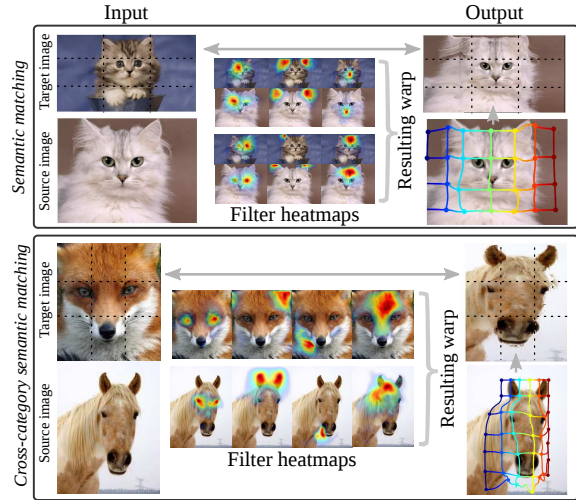 Input
Output
Semantic matching
Target image
Source image
Filter heatmaps
Resulting warp
Cross-category semantic matching
Target image
Source image
Filter heatmaps
Resulting warp